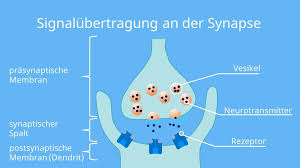 Signalübertragung an der Synapse
präsynaptische
Membran
Vesikel
Neurotransmitter
synaptischer
Spalt
Rezeptor
postsynaptische
Membran (Dendrit)